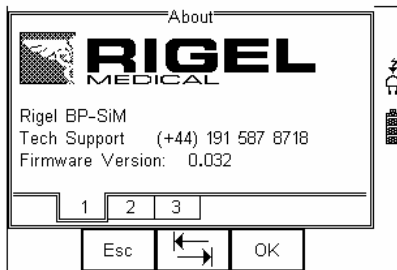 About
RIGEL
MEDICAL
Rigel BP-SiM
Tech Support (+44) 191 587 8718
Firmware Version: 0.032
1 2 3
Esc OK